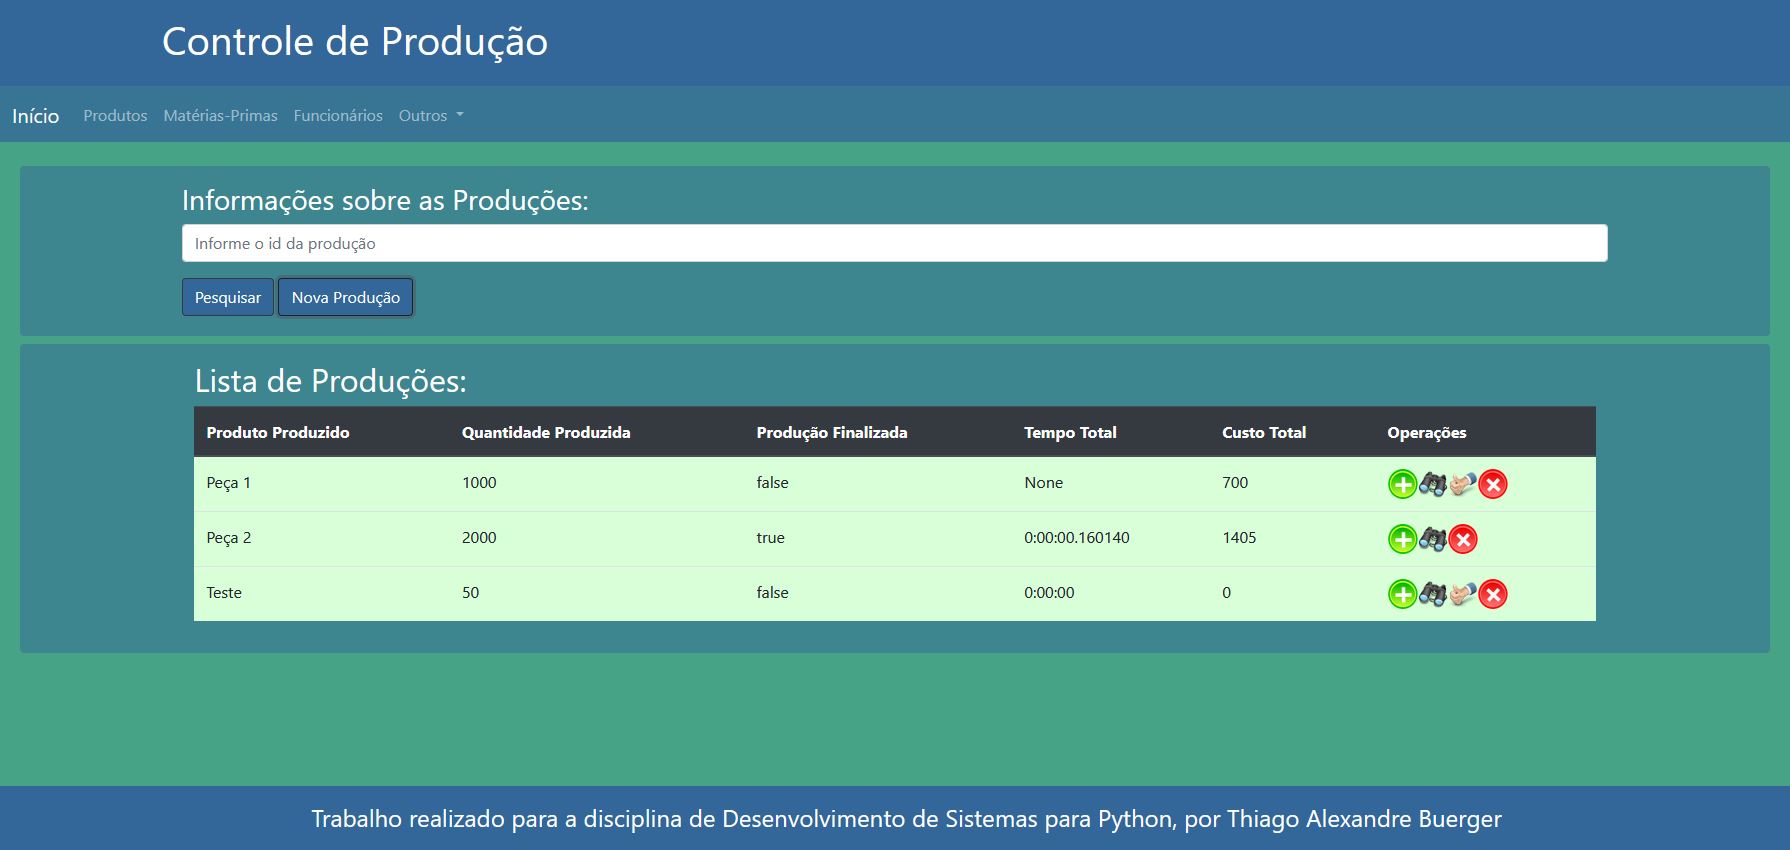 Controle de Produção
Início Produtos Matérias-Primas Funcionários Outros
Informações sobre as Produções:
Informe o id da produção
Pesquisar Nova Produção
Lista de Produções:
Produto Produzido Quantidade Produzida Produção Finalizada Tempo Total Custo Total Operações
Peça 1 1000 false None 700
Peça 2 2000 true 0:00:00.160140 1405
Teste 50 false 0:00:00 0
Trabalho realizado para a disciplina de Desenvolvimento de Sistemas para Python, por Thiago Alexandre Buerger